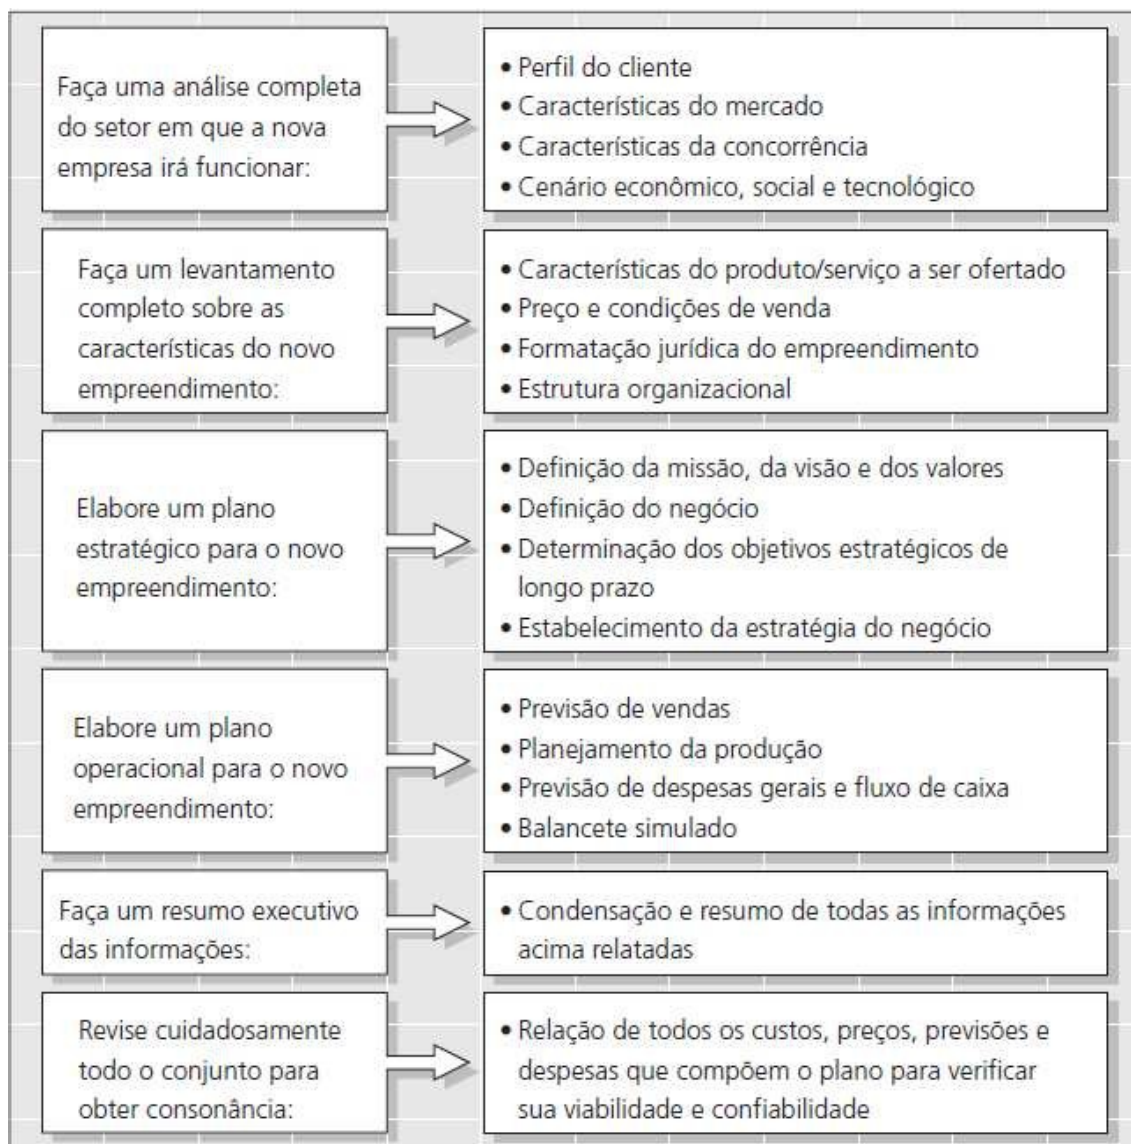 Faça uma análise completa
do setor em que a nova
empresa irá funcionar:
• Perfil do cliente
• Características do mercado
• Características da concorrência
• Cenário econômico, social e tecnológico
Faça um levantamento
completo sobre as
características do novo
empreendimento:
• Características do produto/serviço a ser ofertado
• Preço e condições de venda
• Formatação jurídica do empreendimento
• Estrutura organizacional
Elabore um plano
estratégico para o novo
empreendimento:
• Definição da missão, da visão e dos valores
• Definição do negócio
• Determinação dos objetivos estratégicos de
longo prazo
• Estabelecimento da estratégia do negócio
Elabore um plano
operacional para o novo
empreendimento:
• Previsão de vendas
• Planejamento da produção
• Previsão de despesas gerais e fluxo de caixa
• Balancete simulado
Faça um resumo executivo
das informações:
• Condensação e resumo de todas as informações
acima relatadas
Revise cuidadosamente
todo o conjunto para
obter consonância:
• Relação de todos os custos, preços, previsões e
despesas que compõem o plano para verificar
sua viabilidade e confiabilidade